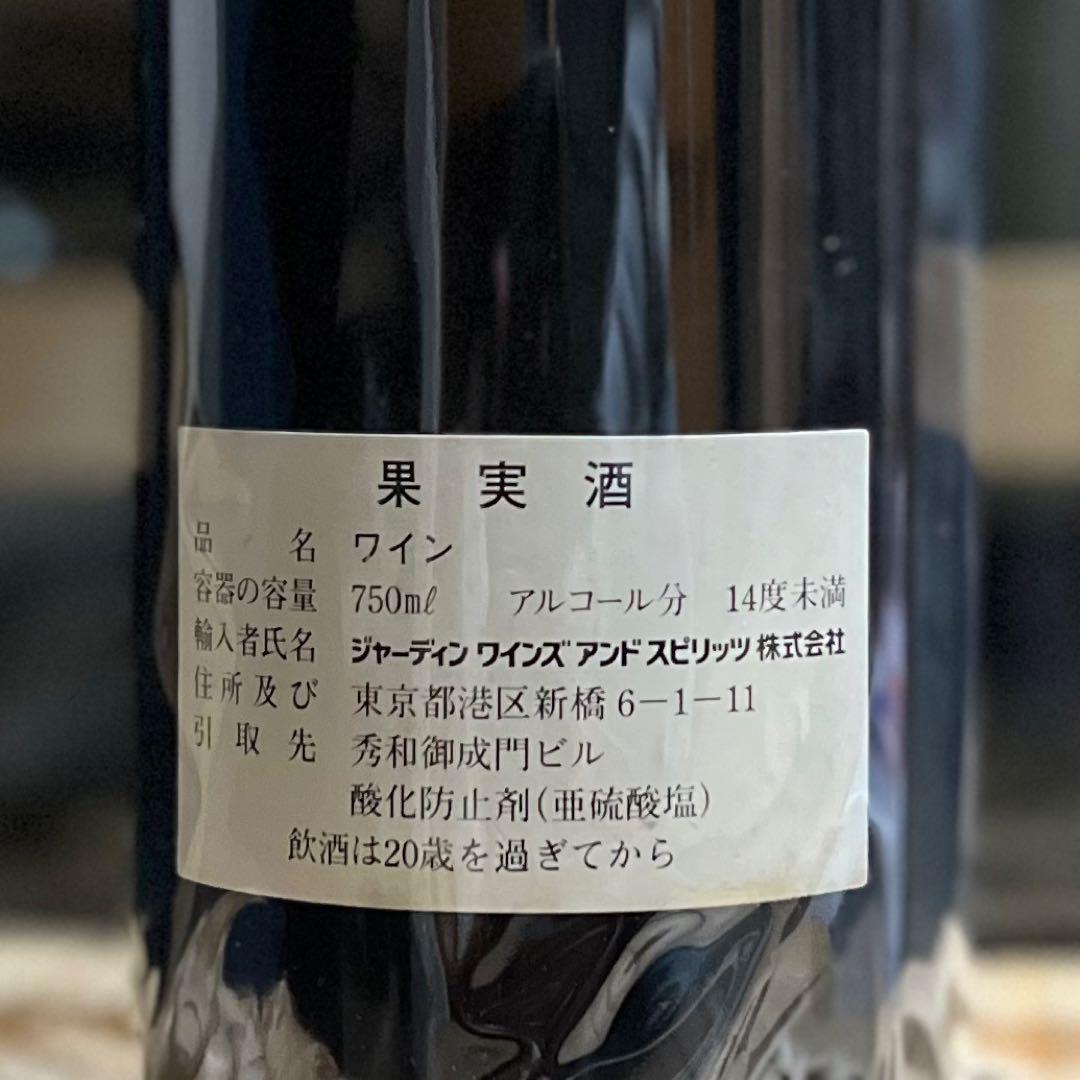 果実酒
品名 ワイン
容器の容量 750mℓ アルコール分 14度未満
輸入者氏名 ジャーディン ワインズ アンド スピリッツ 株式会社
住所及び 東京都港区新橋 6-1-11
引取先 秀和御成門ビル
酸化防止剤(亜硫酸塩)
飲酒は20歳を過ぎてから